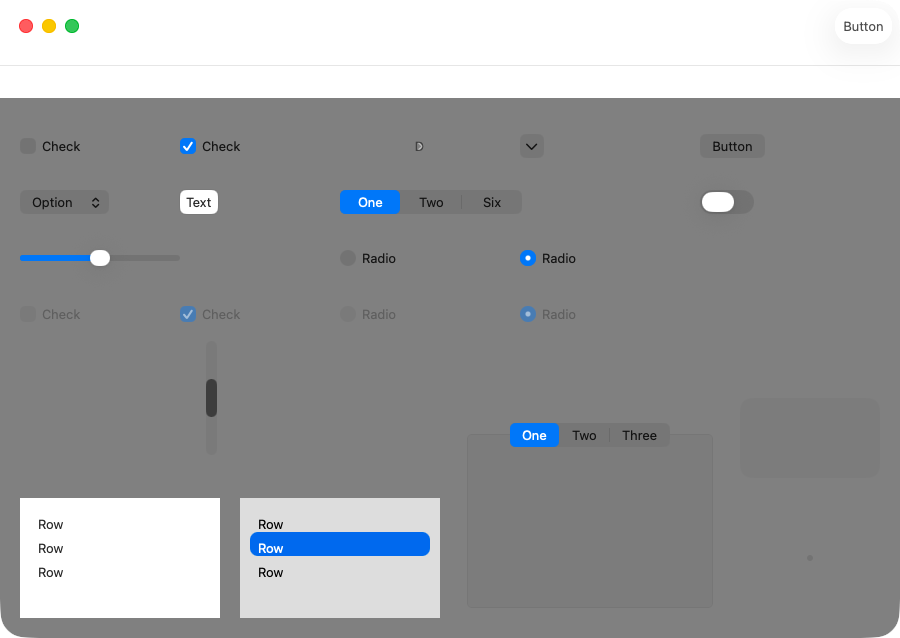 Button
Check
Check
Button
Option
Text
One
Two
Six
Radio
Radio
Check
Check
Radio
Radio
One
Two
Three
Row
Row
Row
Row
Row
Row